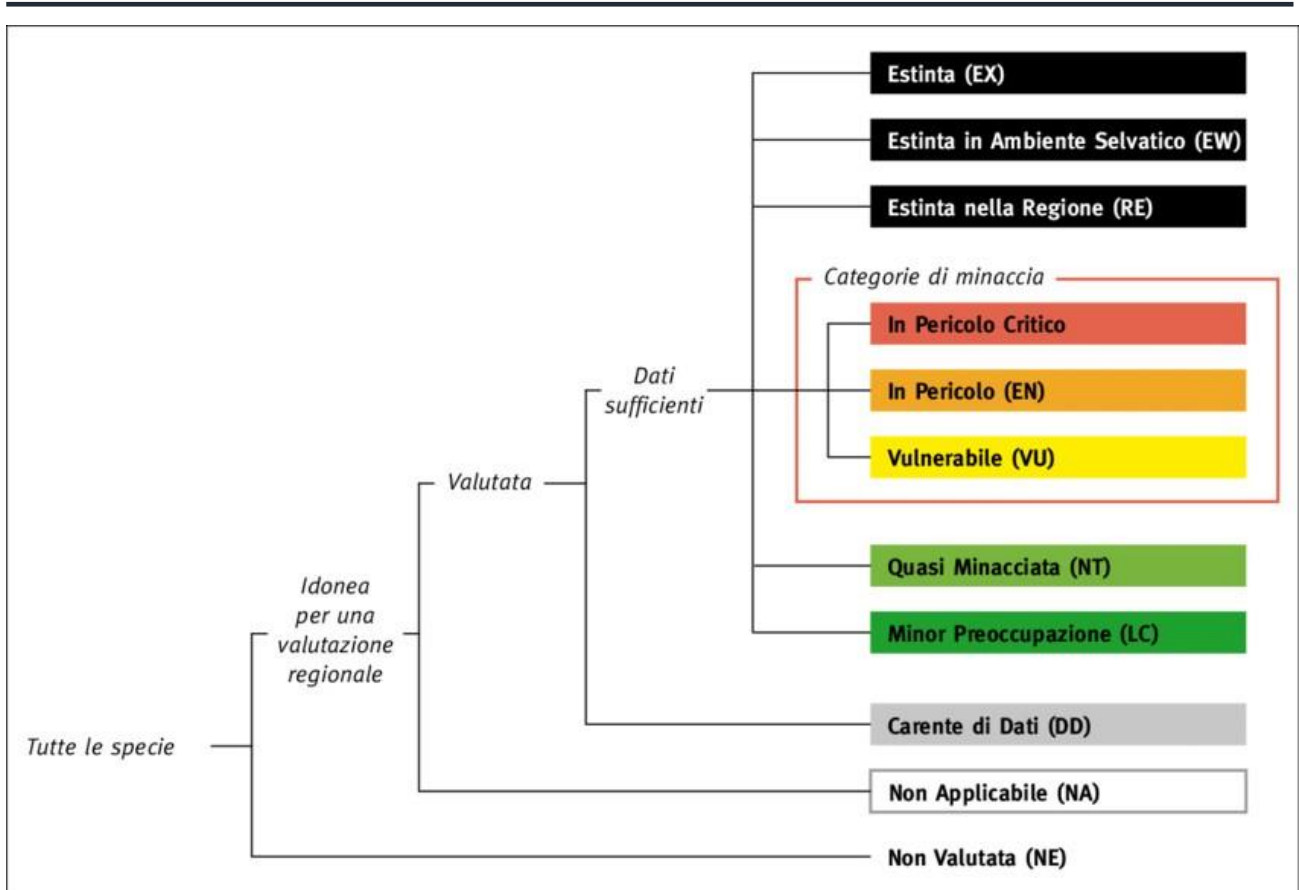 Estinta (EX)
Estinta in Ambiente Selvatico (EW)
Estinta nella Regione (RE)
Categorie di minaccia
In Pericolo Critico
In Pericolo (EN)
Vulnerabile (VU)
Dati
sufficienti
Valutata
Quasi Minacciata (NT)
Minor Preoccupazione (LC)
Idonea
per una
valutazione
regionale
Carente di Dati (DD)
Tutte le specie
Non Applicabile (NA)
Non Valutata (NE)